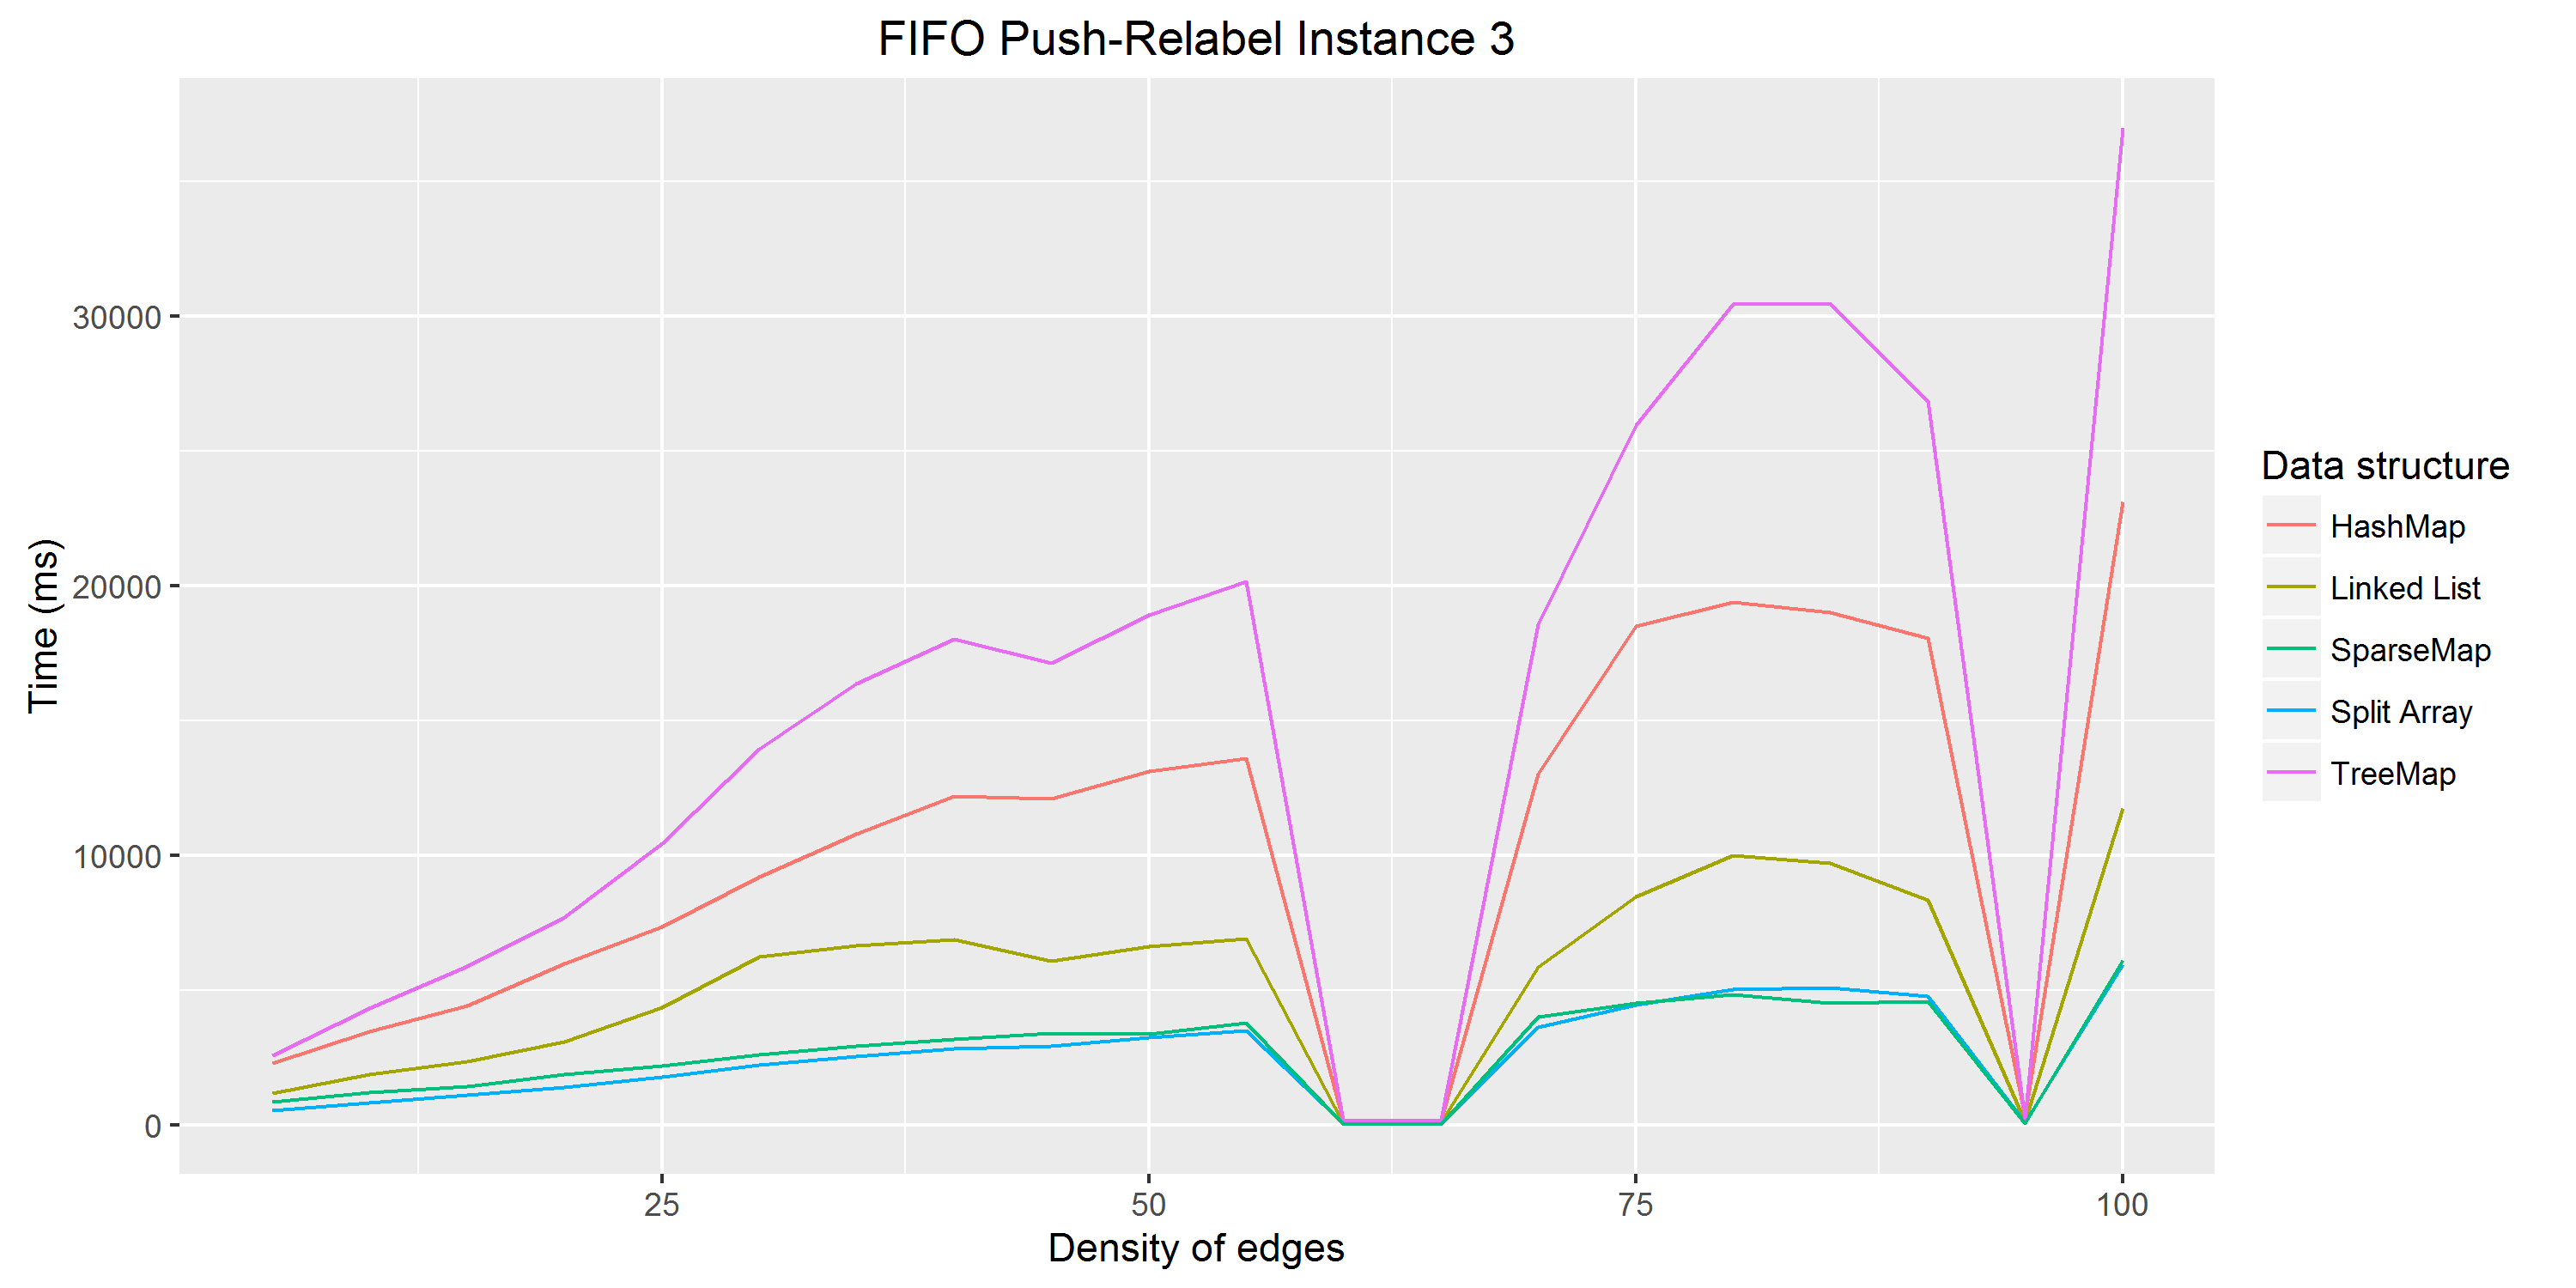 FIFO Push-Relabel Instance 3
Time (ms)
30000
20000
10000
0
25
50
75
100
Density of edges
Data structure
HashMap
Linked List
SparseMap
Split Array
TreeMap